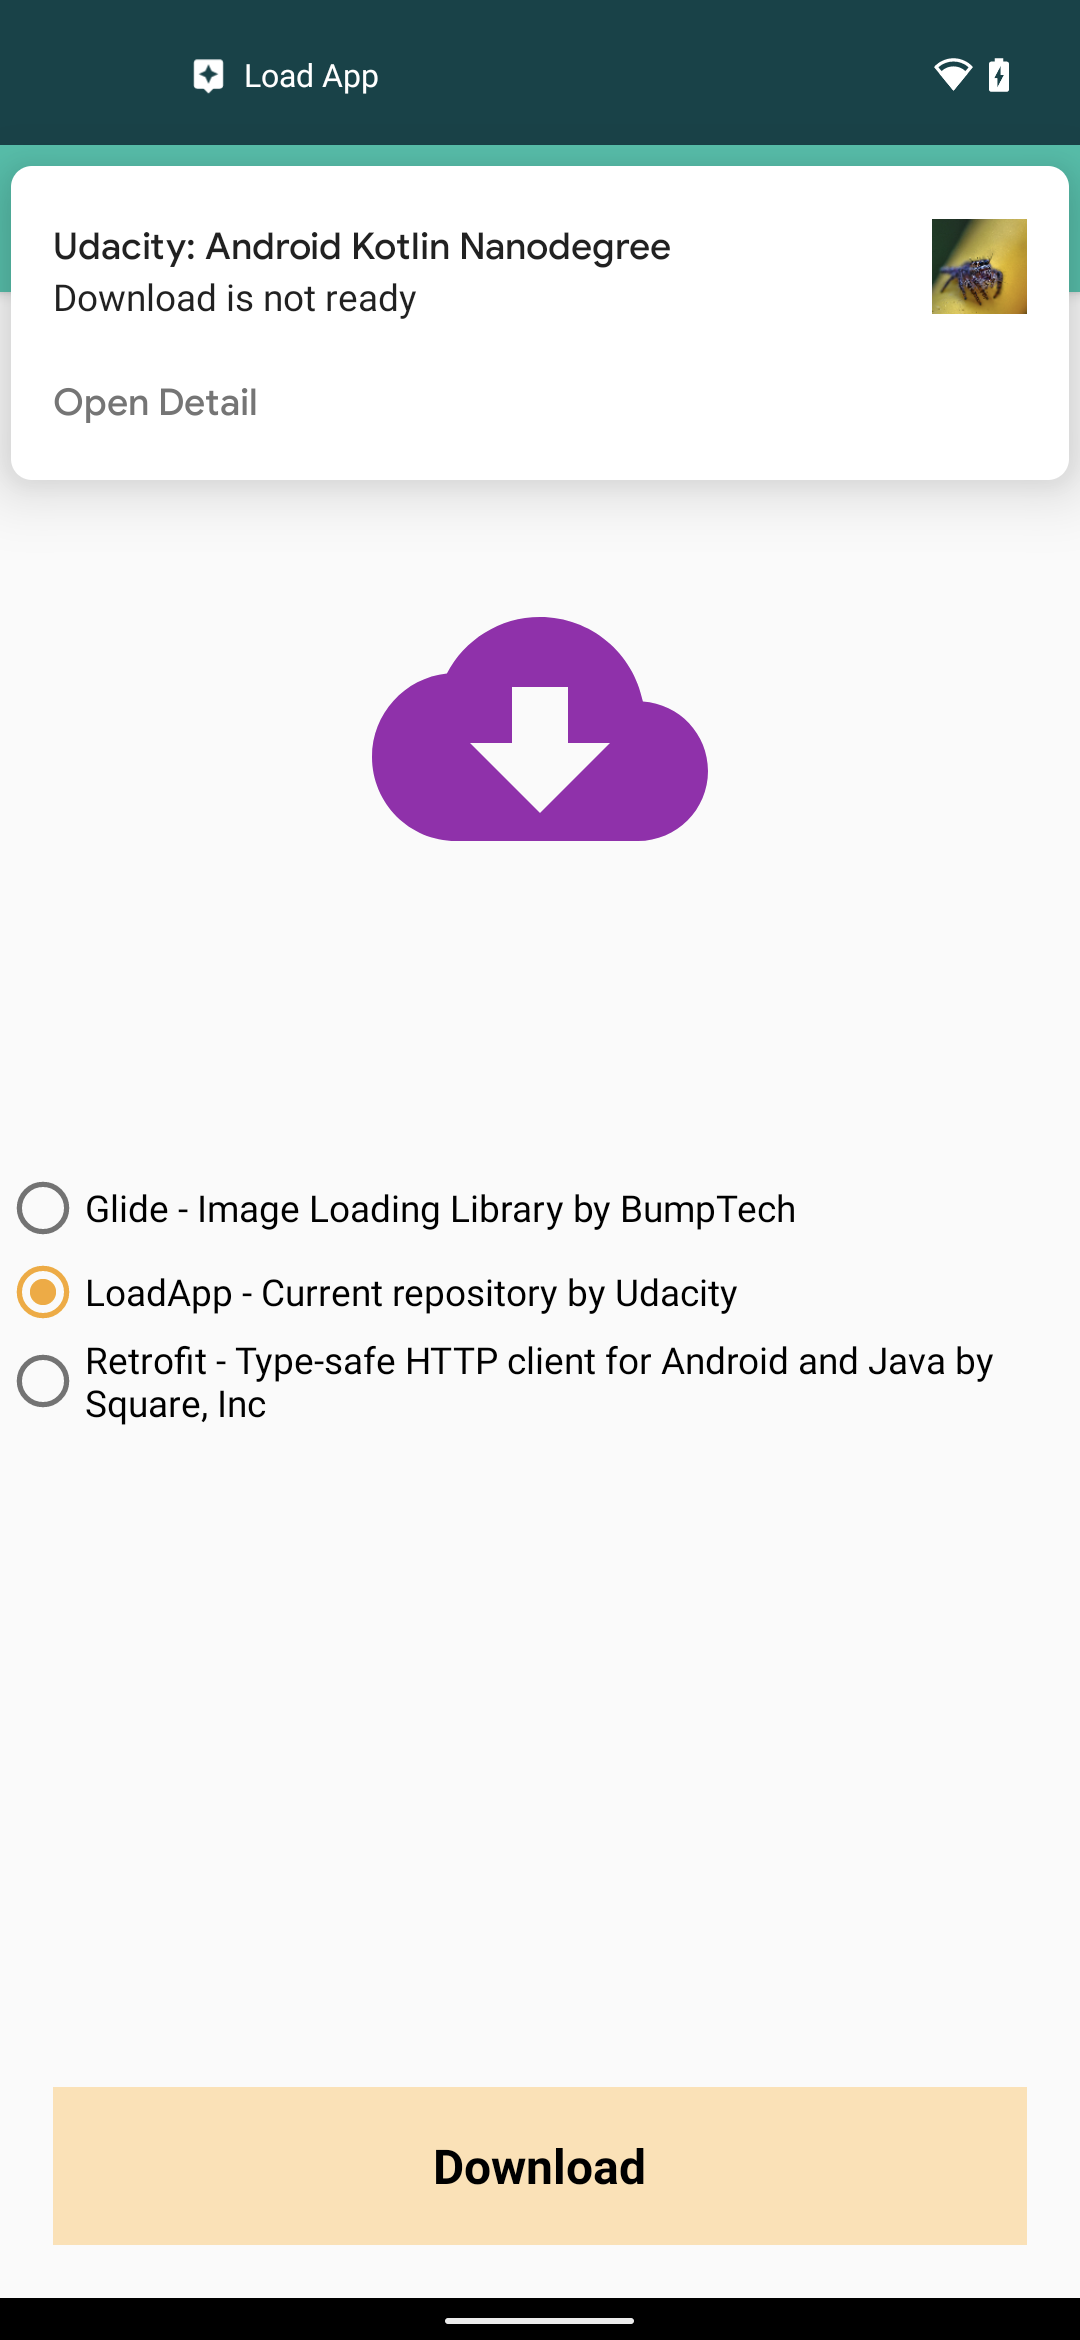 Load App
Udacity: Android Kotlin Nanodegree
Download is not ready
Open Detail
Glide - Image Loading Library by BumpTech
LoadApp - Current repository by Udacity
Retrofit - Type-safe HTTP client for Android and Java by
Square, Inc
Download